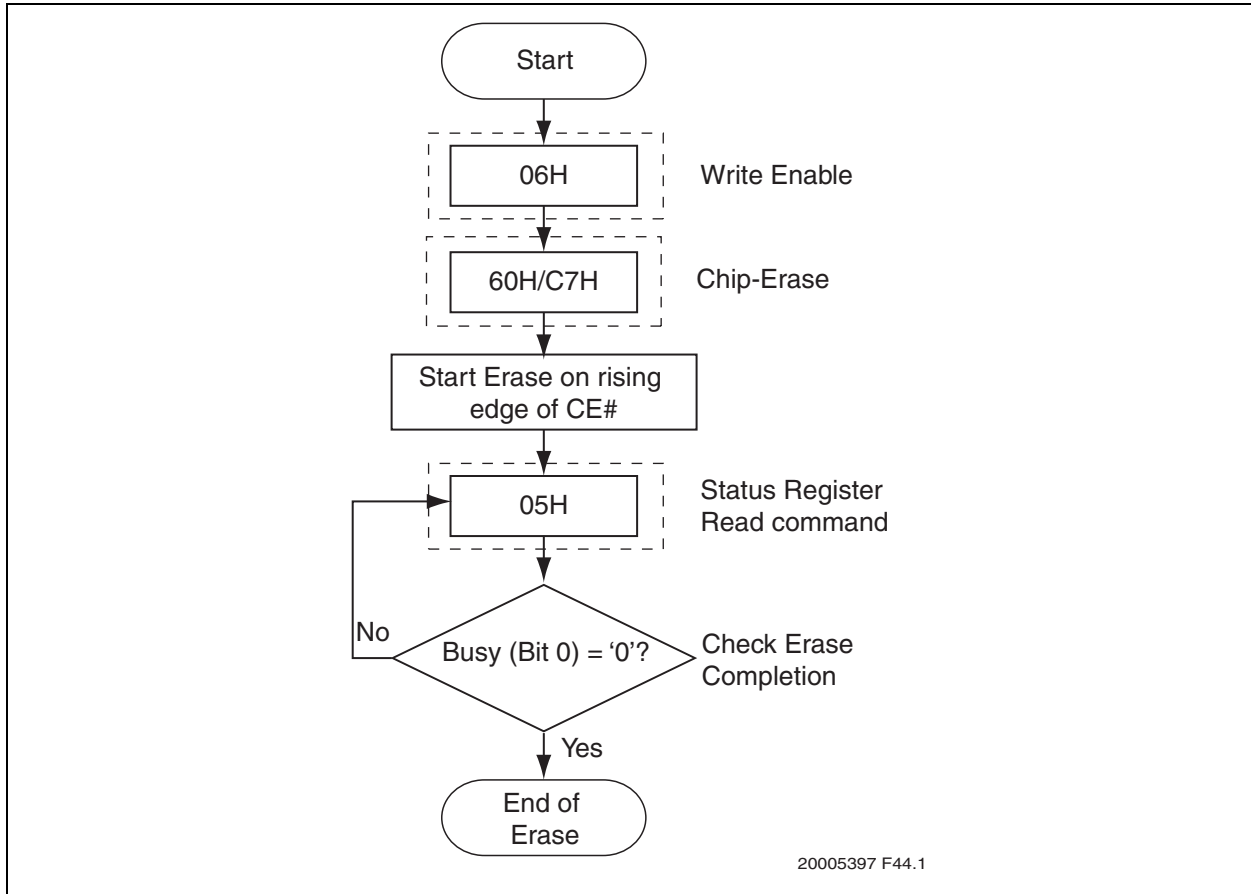 Start
06H
Write Enable
60H/C7H
Chip-Erase
Start Erase on rising
edge of CE#
05H
Status Register
Read command
No
Busy (Bit 0) = ‘0’?
Check Erase
Completion
Yes
End of
Erase
20005397 F44.1